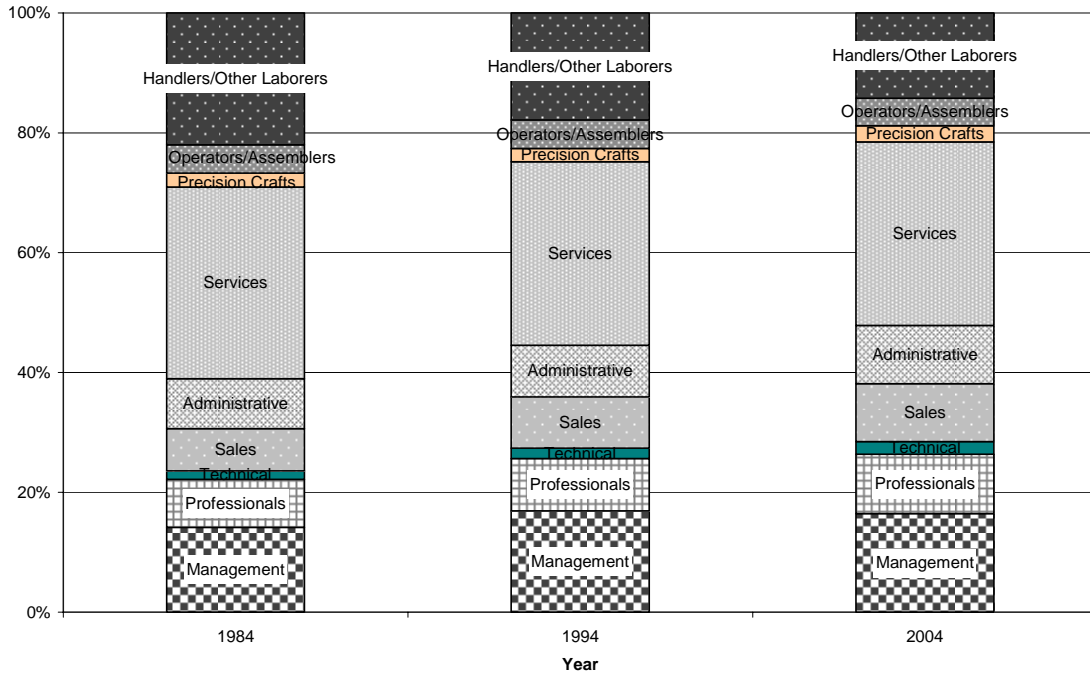 100%
80%
60%
40%
20%
0%
Handlers/Other Laborers
Operators/Assemblers
Precision Crafts
Services
Administrative
Sales
Technical
Professionals
Management
Handlers/Other Laborers
Operators/Assemblers
Precision Crafts
Services
Administrative
Sales
Technical
Professionals
Management
Handlers/Other Laborers
Operators/Assemblers
Precision Crafts
Services
Administrative
Sales
Technical
Professionals
Management
1984 1994 2004
Year